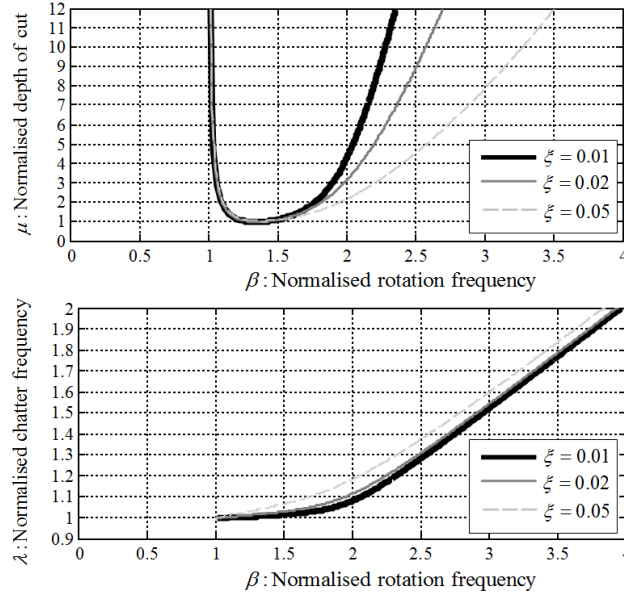 μ : Normalised depth of cut
12
11
10
9
8
7
6
5
4
3
2
1
0
0 0.5 1 1.5 2 2.5 3 3.5 4
β : Normalised rotation frequency
ξ = 0.01
ξ = 0.02
ξ = 0.05
λ : Normalised chatter frequency
2
1.9
1.8
1.7
1.6
1.5
1.4
1.3
1.2
1.1
1
0.9
0 0.5 1 1.5 2 2.5 3 3.5 4
β : Normalised rotation frequency
ξ = 0.01
ξ = 0.02
ξ = 0.05